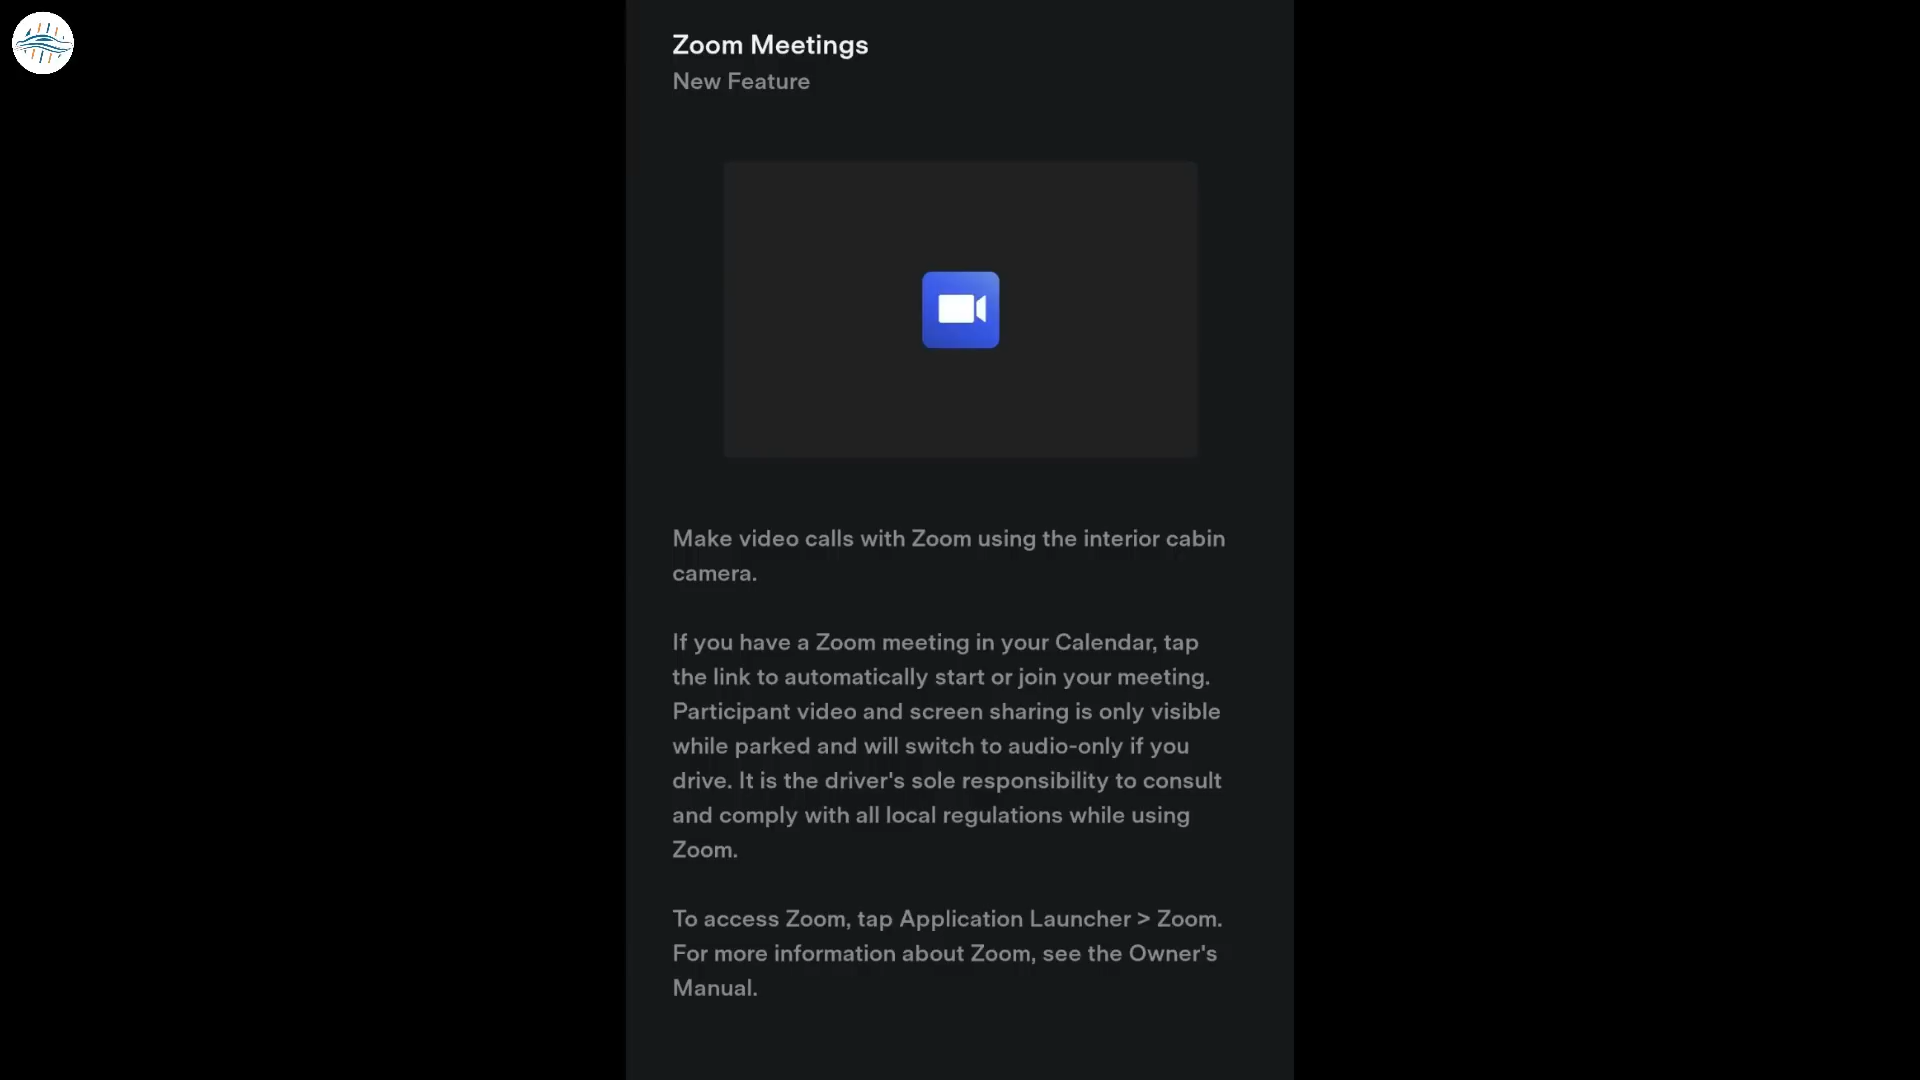 Zoom Meetings
New Feature
Make video calls with Zoom using the interior cabin
camera.
If you have a Zoom meeting in your Calendar, tap
the link to automatically start or join your meeting.
Participant video and screen sharing is only visible
while parked and will switch to audio-only if you
drive. It is the driver's sole responsibility to consult
and comply with all local regulations while using
Zoom.
To access Zoom, tap Application Launcher > Zoom.
For more information about Zoom, see the Owner's
Manual.